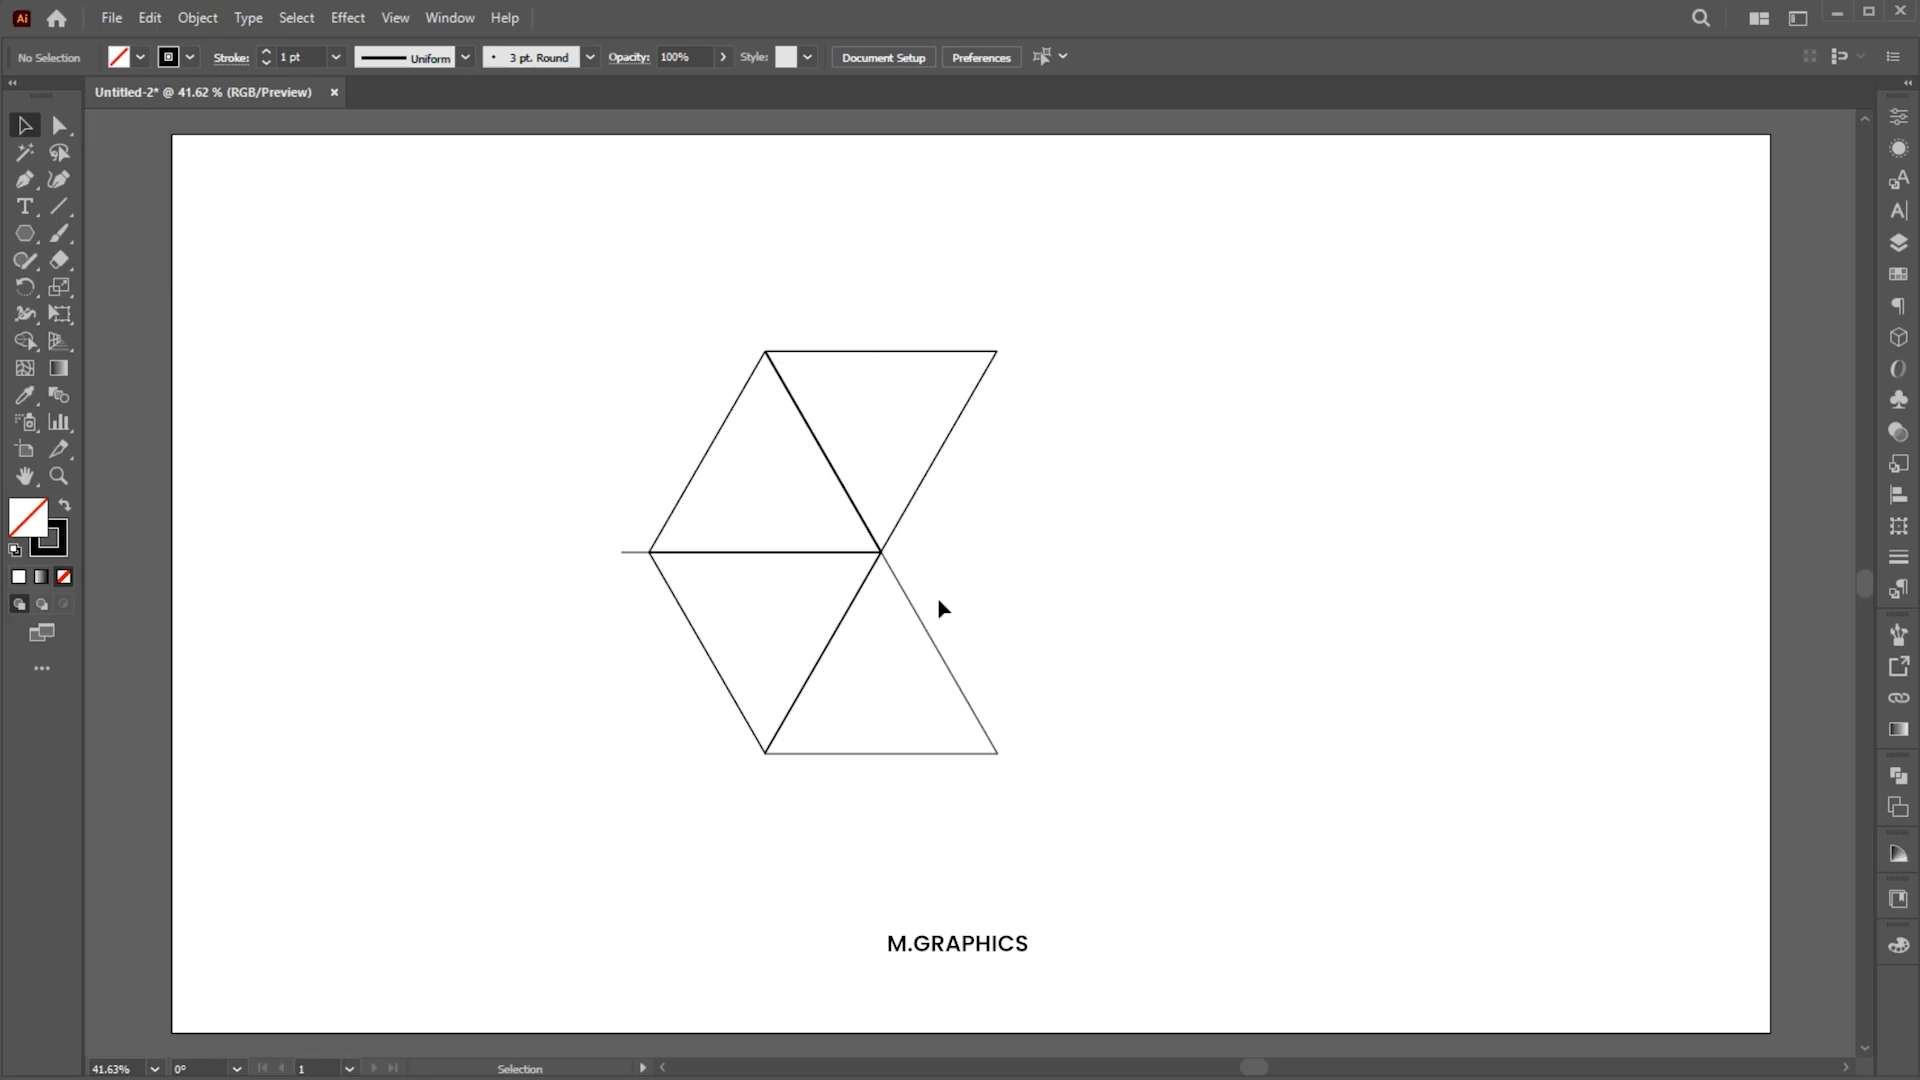 Ai File Edit Object Type Select Effect View Window Help
No Selection Stroke: 1 pt Uniform 3 pt. Round Opacity: 100% Style: Document Setup Preferences
Untitled-2* @ 41.62 % (RGB/Preview) ×
M.GRAPHICS
41.63% 0° 1 Selection